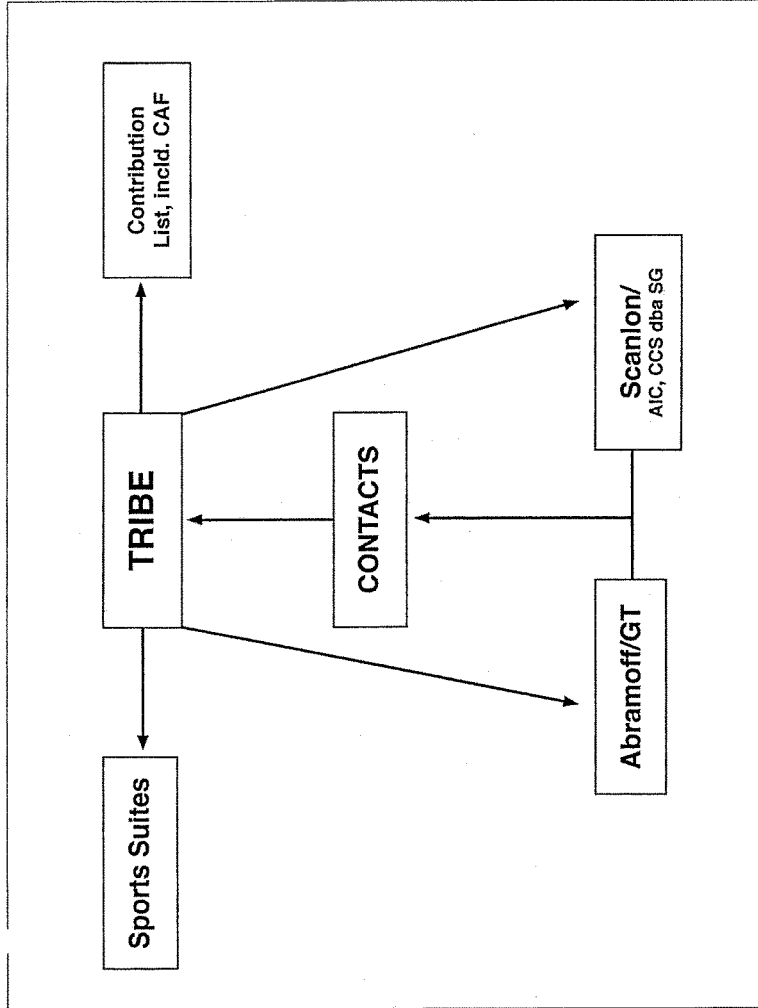 Sports Suites
TRIBE
Contribution
List, incld. CAF
CONTACTS
Abramoff/GT
Scanlon/
AIC, CCS dba SG